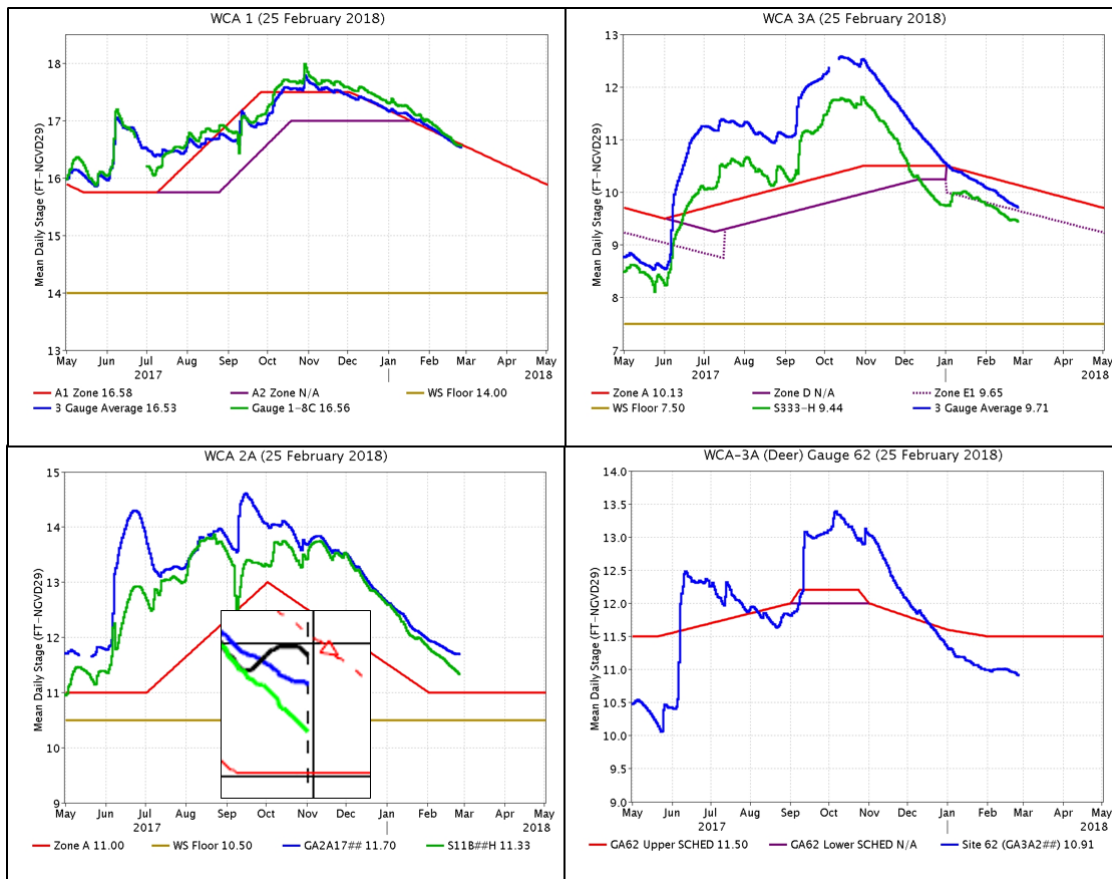 WCA 1 (25 February 2018)
Mean Daily Stage (FT-NGVD29)
18
17
16
15
14
13
May Jun Jul Aug Sep Oct Nov Dec Jan Feb Mar Apr May
2017 | 2018
A1 Zone 16.58 A2 Zone N/A WS Floor 14.00
3 Gauge Average 16.53 Gauge 1-8C 16.56
WCA 3A (25 February 2018)
Mean Daily Stage (FT-NGVD29)
13
12
11
10
9
8
7
May Jun Jul Aug Sep Oct Nov Dec Jan Feb Mar Apr May
2017 | 2018
Zone A 10.13 Zone D N/A Zone E1 9.65
WS Floor 7.50 S333-H 9.44 3 Gauge Average 9.71
WCA 2A (25 February 2018)
Mean Daily Stage (FT-NGVD29)
15
14
13
12
11
10
9
May Jun Jul Aug Sep Oct Nov Dec Jan Feb Mar Apr May
2017 | 2018
Zone A 11.00 WS Floor 10.50 GA2A17## 11.70 S11B##H 11.33
WCA-3A (Deer) Gauge 62 (25 February 2018)
Mean Daily Stage (FT-NGVD29)
14.0
13.5
13.0
12.5
12.0
11.5
11.0
10.5
10.0
9.5
9.0
May Jun Jul Aug Sep Oct Nov Dec Jan Feb Mar Apr May
2017 | 2018
GA62 Upper SCHED 11.50 GA62 Lower SCHED N/A Site 62 (GA3A2##) 10.91